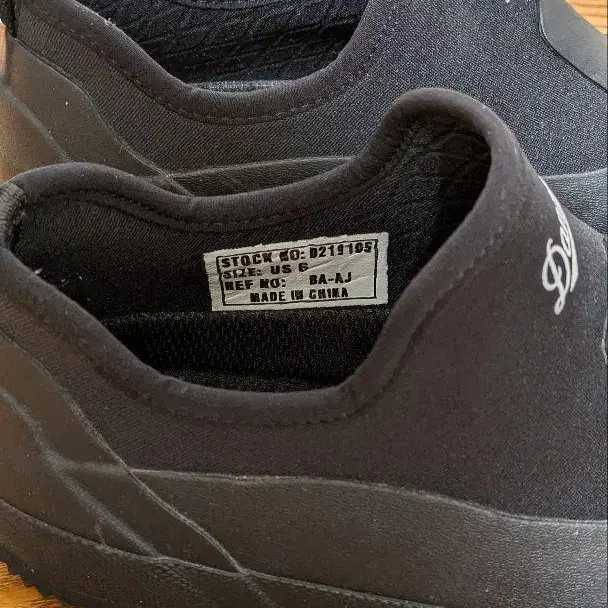 STOCK NO: D219105
SIZE: US 6
REF NO: BA-AJ
MADE IN CHINA